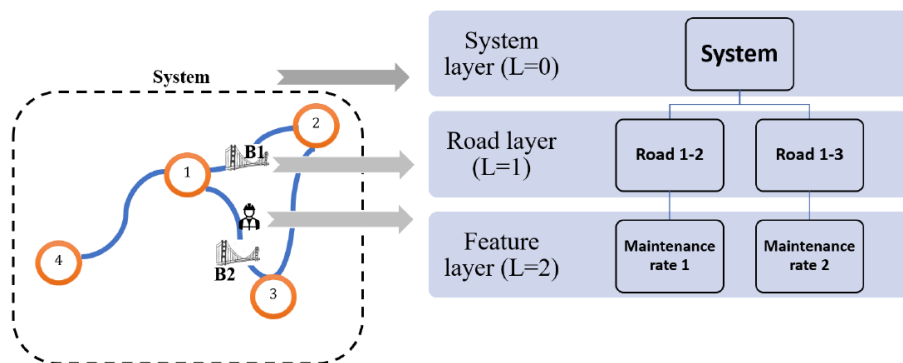 System
1
2
3
4
B1
B2
System
layer (L=0)
System
Road layer
(L=1)
Road 1-2
Road 1-3
Feature
layer (L=2)
Maintenance
rate 1
Maintenance
rate 2